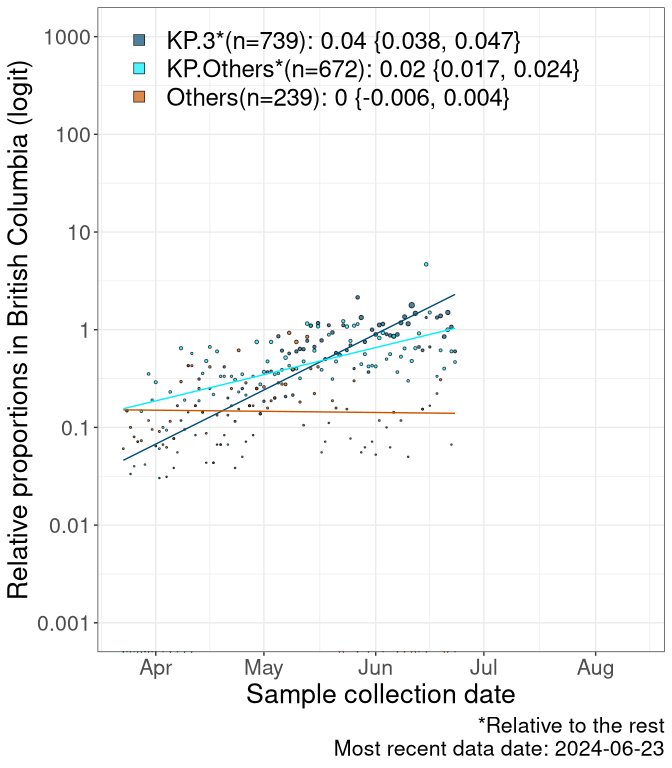 KP.3*(n=739): 0.04 {0.038, 0.047}
KP.Others*(n=672): 0.02 {0.017, 0.024}
Others(n=239): 0 {-0.006, 0.004}
Relative proportions in British Columbia (logit)
1000
100
10
1
0.1
0.01
0.001
Apr May Jun Jul Aug
Sample collection date
*Relative to the rest
Most recent data date: 2024-06-23